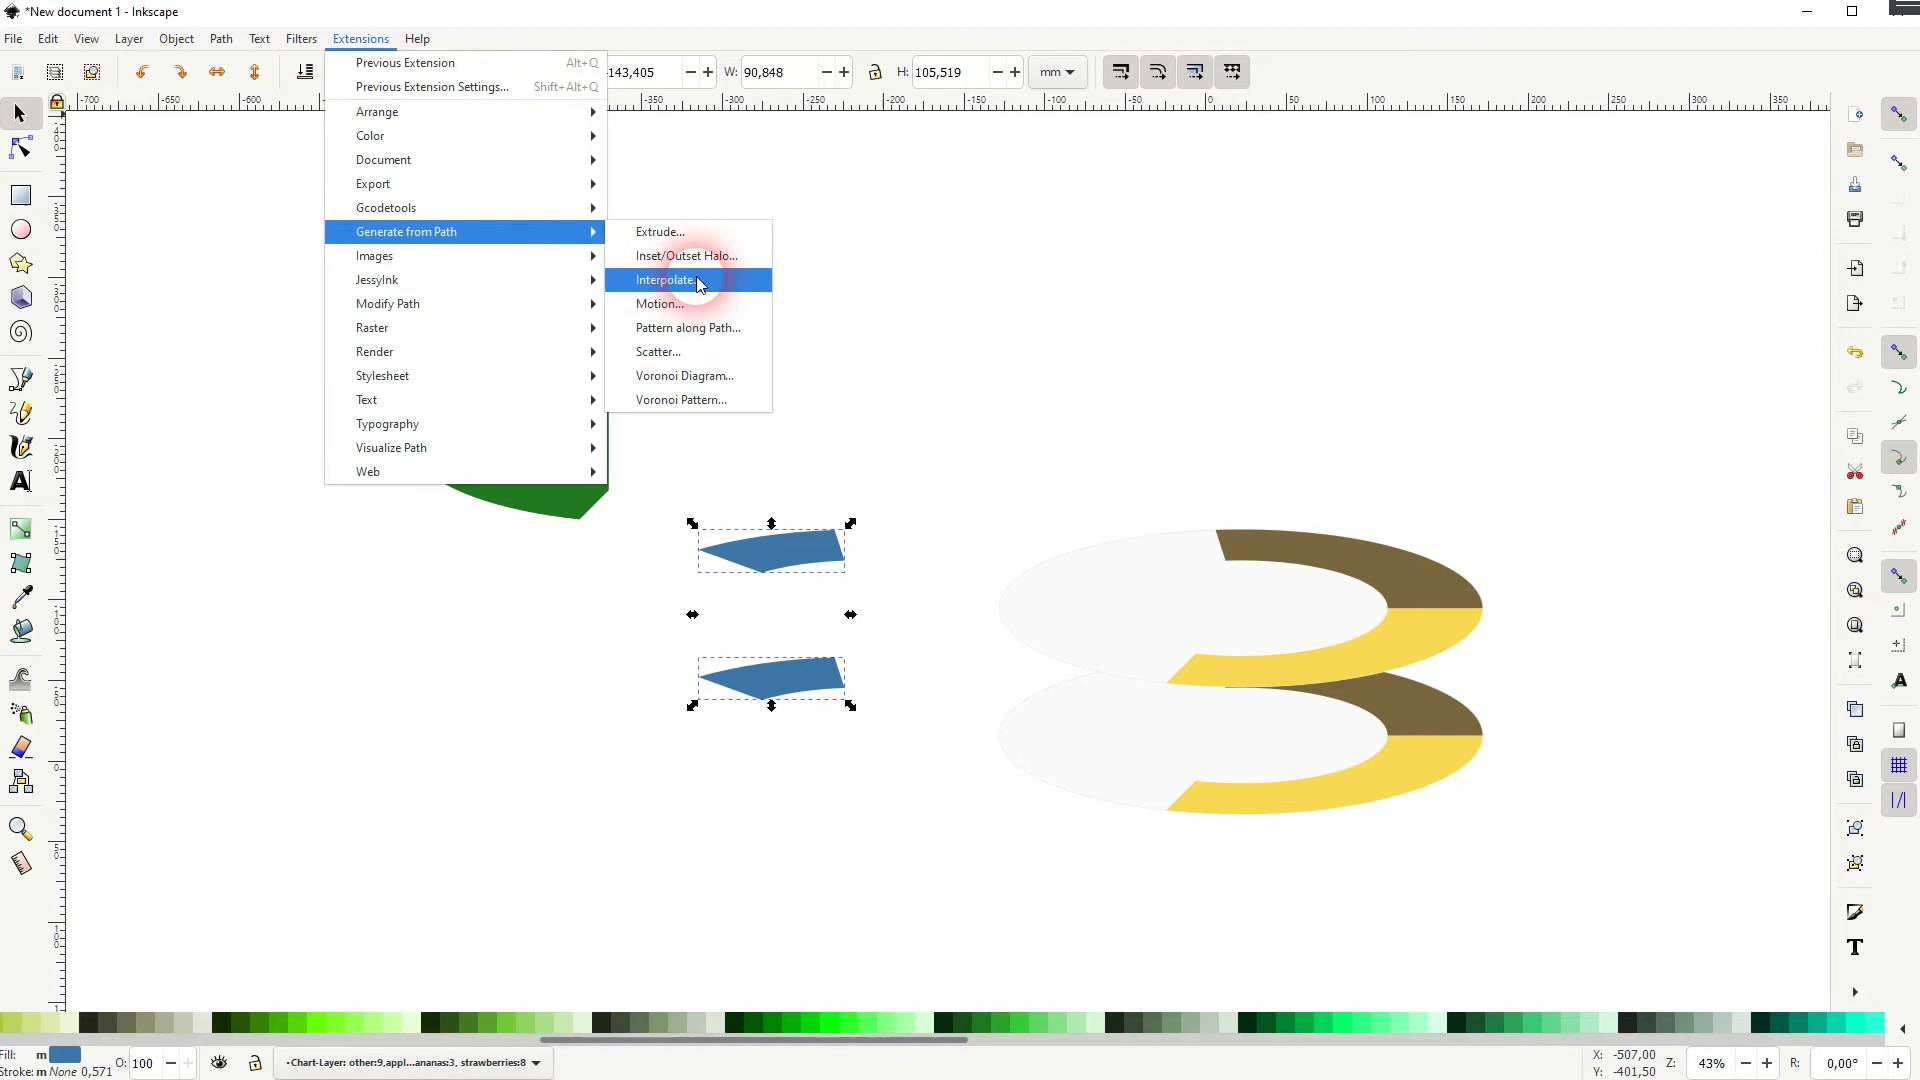 *New document 1 - Inkscape
File Edit View Layer Object Path Text Filters Extensions Help
143,405 W: 90,848 H: 105,519 mm
Previous Extension Alt+Q
Previous Extension Settings... Shift+Alt+Q
Arrange
Color
Document
Export
Gcodetools
Generate from Path
Images
JessyInk
Modify Path
Raster
Render
Stylesheet
Text
Typography
Visualize Path
Web
Extrude...
Inset/Outset Halo...
Interpolate
Motion...
Pattern along Path...
Scatter...
Voronoi Diagram...
Voronoi Pattern...
-700 -650 -350 -300 -250 -200 -150 -100 -50 0 50 100 150 200 250 300 350
Fill: m O: 100 •Chart-Layer: other:9,appl...ananas:3, strawberries:8 X: -507,00 Z: 43% R: 0,00°
Stroke: m None 0,571 Y: -401,50